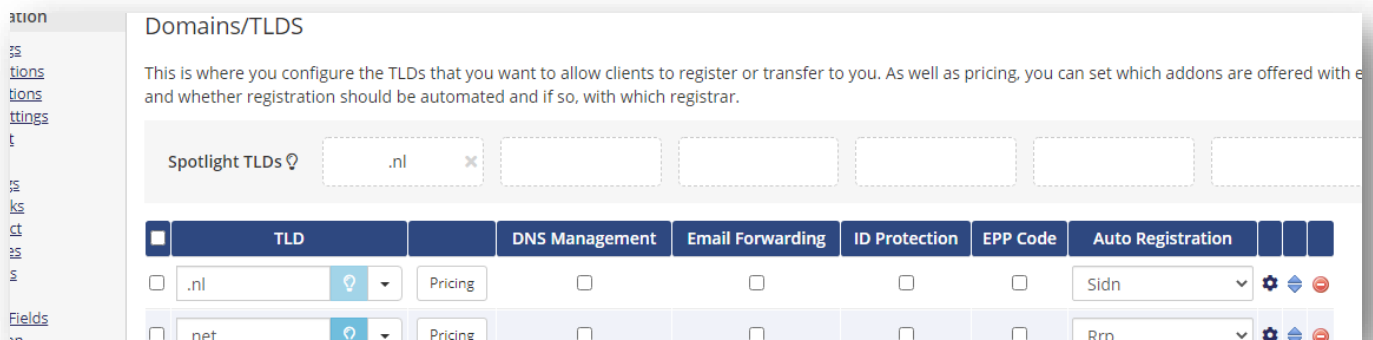 Domains/TLDS
This is where you configure the TLDs that you want to allow clients to register or transfer to you. As well as pricing, you can set which addons are offered with
and whether registration should be automated and if so, with which registrar.
Spotlight TLDs .nl
TLD DNS Management Email Forwarding ID Protection EPP Code Auto Registration
.nl Pricing Sidn
.net Pricing Rrp
Fields